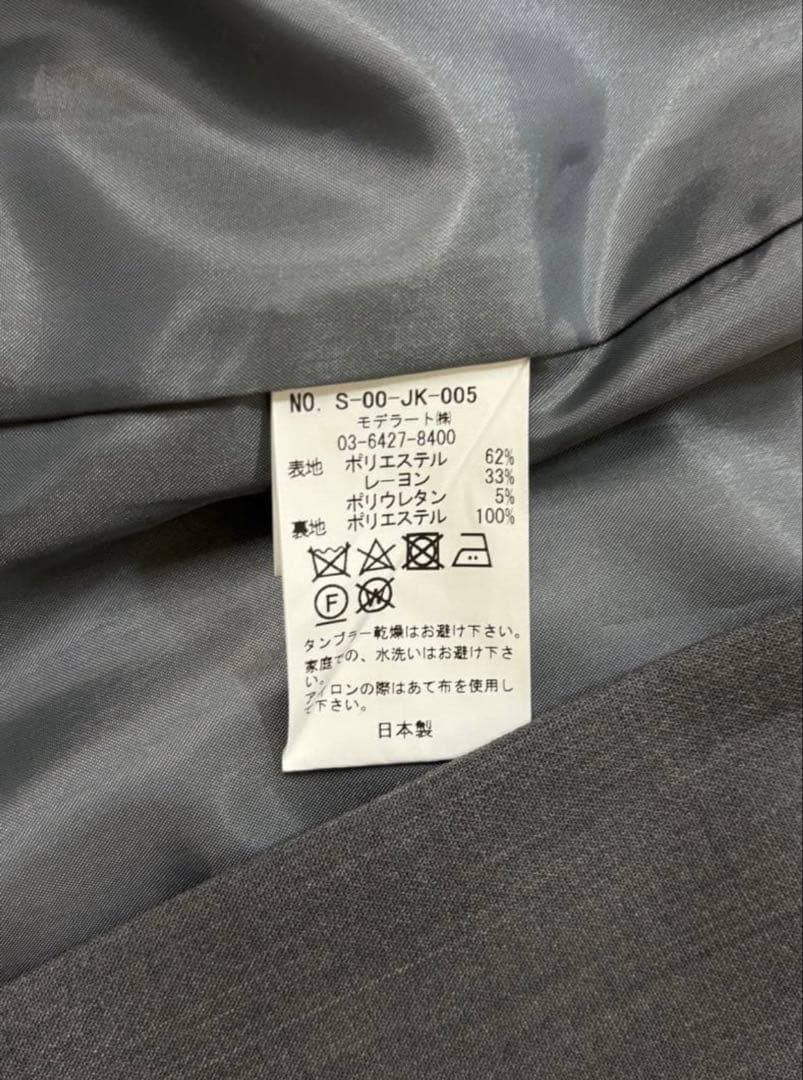 NO. S-00-JK-005
モデラート㈱
03-6427-8400
表地 ポリエステル 62%
レーヨン 33%
ポリウレタン 5%
裏地 ポリエステル 100%
F W
タンブラー乾燥はお避け下さい。
家庭での、水洗いはお避け下さ
い。
アイロンの際はあて布を使用し
て下さい。
日本製